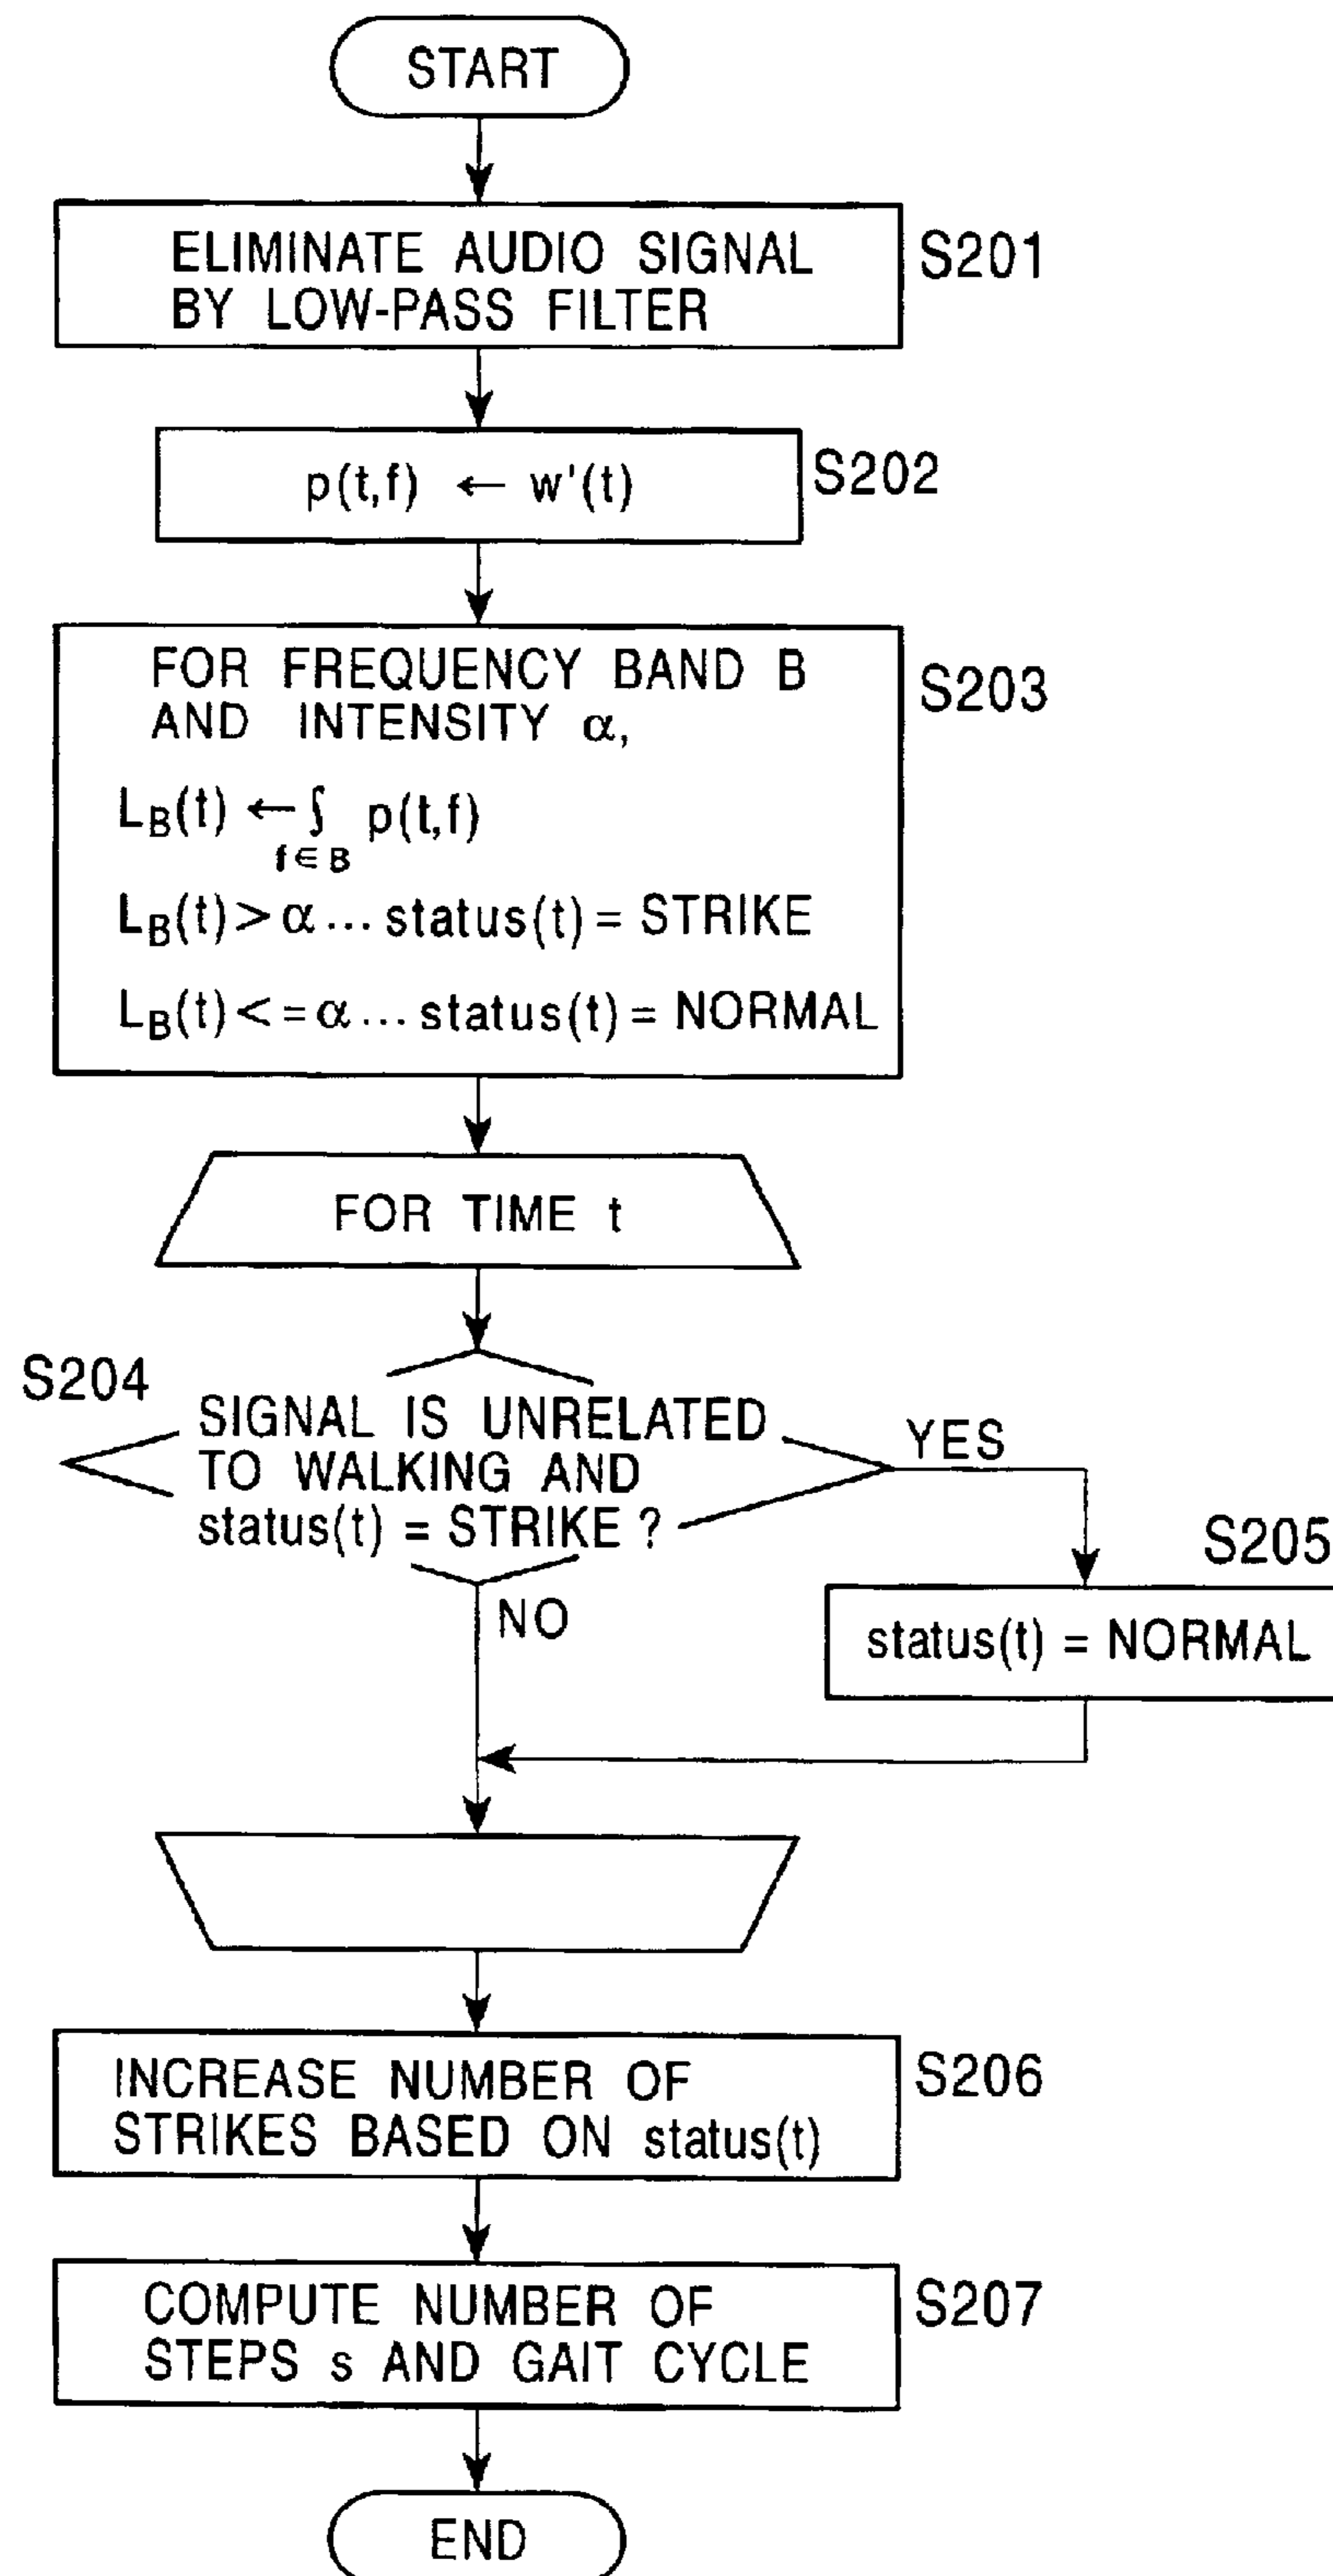 START
ELIMINATE AUDIO SIGNAL
BY LOW-PASS FILTER
S201
p(t,f) ← w'(t)
S202
FOR FREQUENCY BAND B
AND INTENSITY α,
S203
L_B(t) ← ∫ p(t,f)
f∈B
L_B(t) > α ... status(t) = STRIKE
L_B(t) <= α ... status(t) = NORMAL
FOR TIME t
S204
SIGNAL IS UNRELATED
TO WALKING AND
status(t) = STRIKE ?
YES
S205
NO
status(t) = NORMAL
INCREASE NUMBER OF
STRIKES BASED ON status(t)
S206
COMPUTE NUMBER OF
STEPS s AND GAIT CYCLE
S207
END